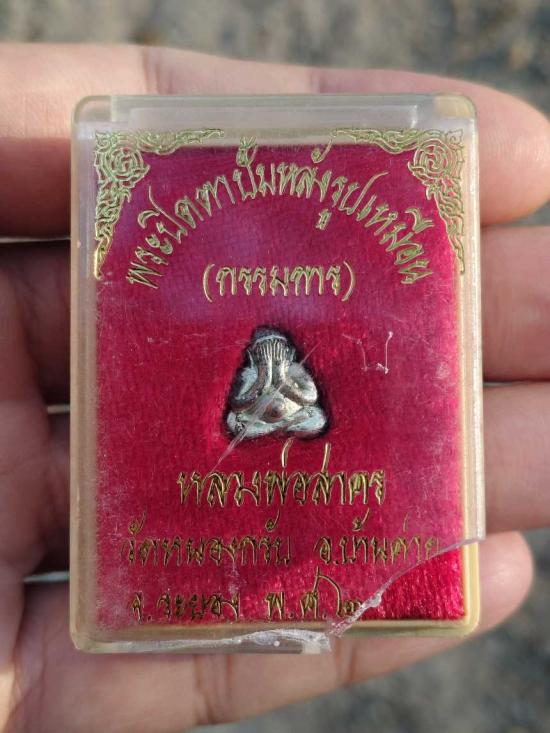 พระปิดตาปั้มหลังรูปเหมือน
(กรรมการ)
หลวงพ่อสาคร
วัดหนองกรับ อ.บ้านค่าย
จ.ระยอง พ.ศ.๒